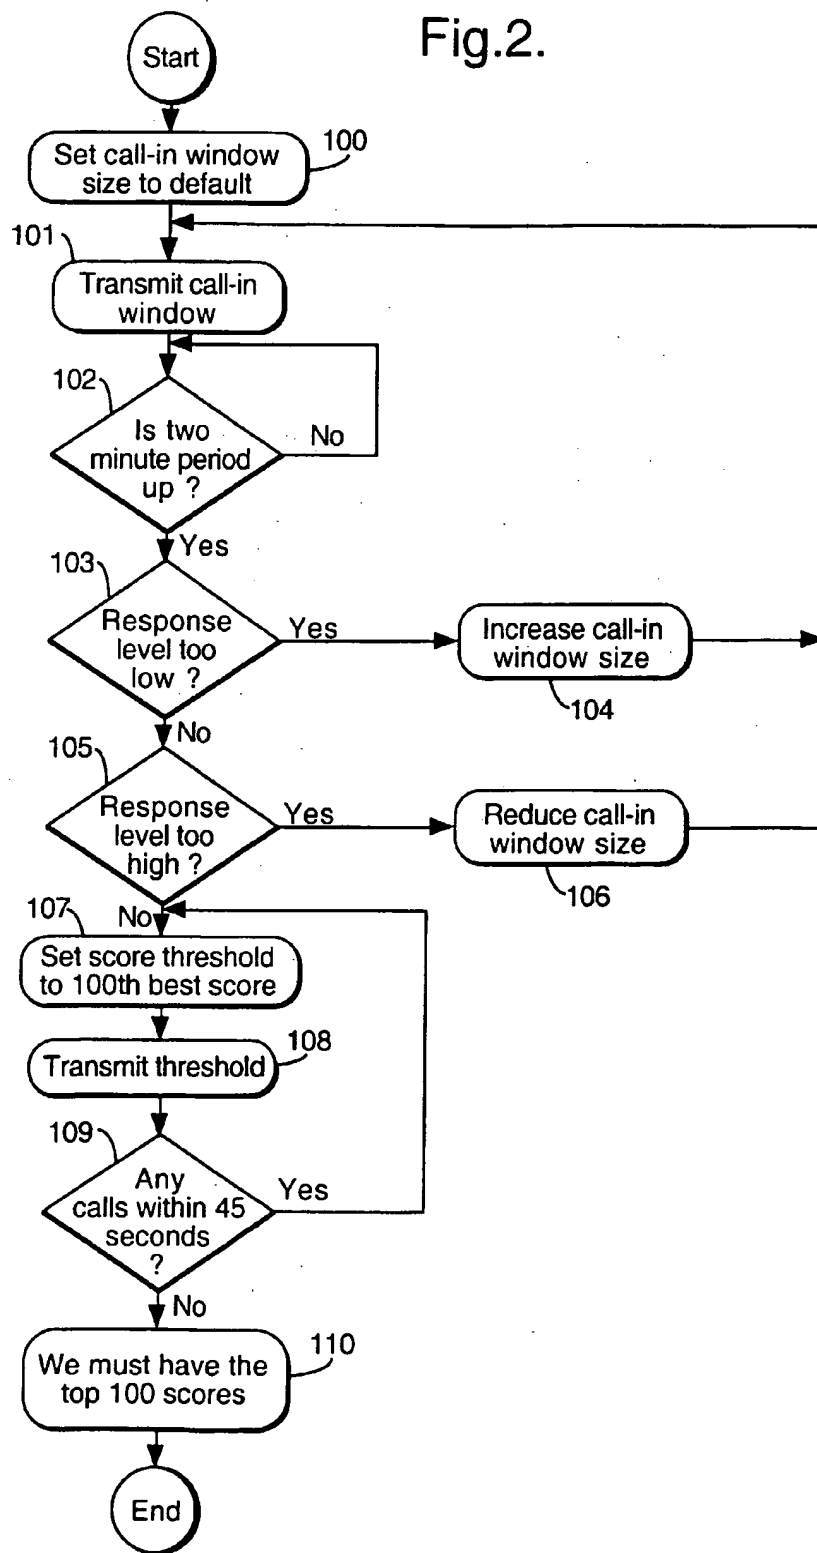 Fig.2.
Start
100
Set call-in window
size to default
101
Transmit call-in
window
102
Is two
minute period
up ?
No
Yes
103
Response
level too
low ?
Yes
Increase call-in
window size
104
No
105
Response
level too
high ?
Yes
Reduce call-in
window size
106
No
107
Set score threshold
to 100th best score
108
Transmit threshold
109
Any
calls within 45
seconds
?
Yes
No
110
We must have the
top 100 scores
End